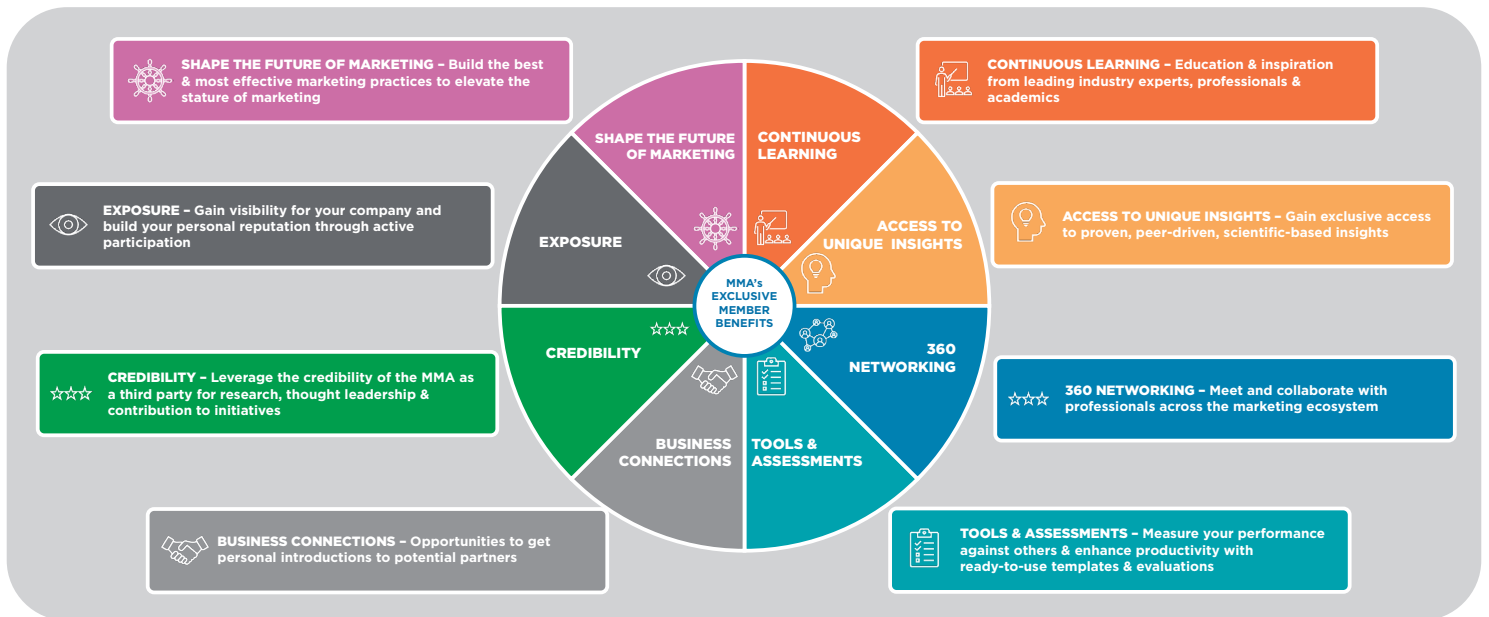 SHAPE THE FUTURE OF MARKETING – Build the best
& most effective marketing practices to elevate the
stature of marketing
CONTINUOUS LEARNING – Education & inspiration
from leading industry experts, professionals &
academics
EXPOSURE – Gain visibility for your company and
build your personal reputation through active
participation
ACCESS TO UNIQUE INSIGHTS – Gain exclusive access
to proven, peer-driven, scientific-based insights
CREDIBILITY – Leverage the credibility of the MMA as
a third party for research, thought leadership &
contribution to initiatives
360 NETWORKING – Meet and collaborate with
professionals across the marketing ecosystem
BUSINESS CONNECTIONS – Opportunities to get
personal introductions to potential partners
TOOLS & ASSESSMENTS – Measure your performance
against others & enhance productivity with
ready-to-use templates & evaluations
SHAPE THE FUTURE
OF MARKETING
CONTINUOUS
LEARNING
EXPOSURE
ACCESS TO
UNIQUE INSIGHTS
MMA's
EXCLUSIVE
MEMBER
BENEFITS
CREDIBILITY
360
NETWORKING
BUSINESS
CONNECTIONS
TOOLS &
ASSESSMENTS